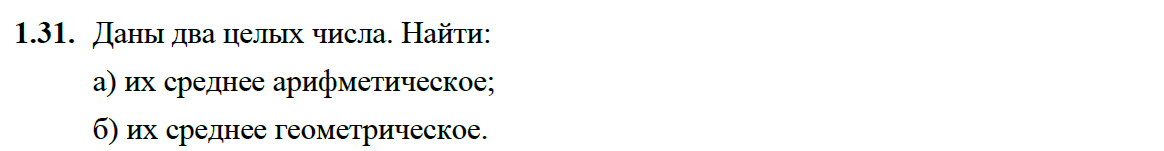 1.31. Даны два целых числа. Найти:
а) их среднее арифметическое;
б) их среднее геометрическое.